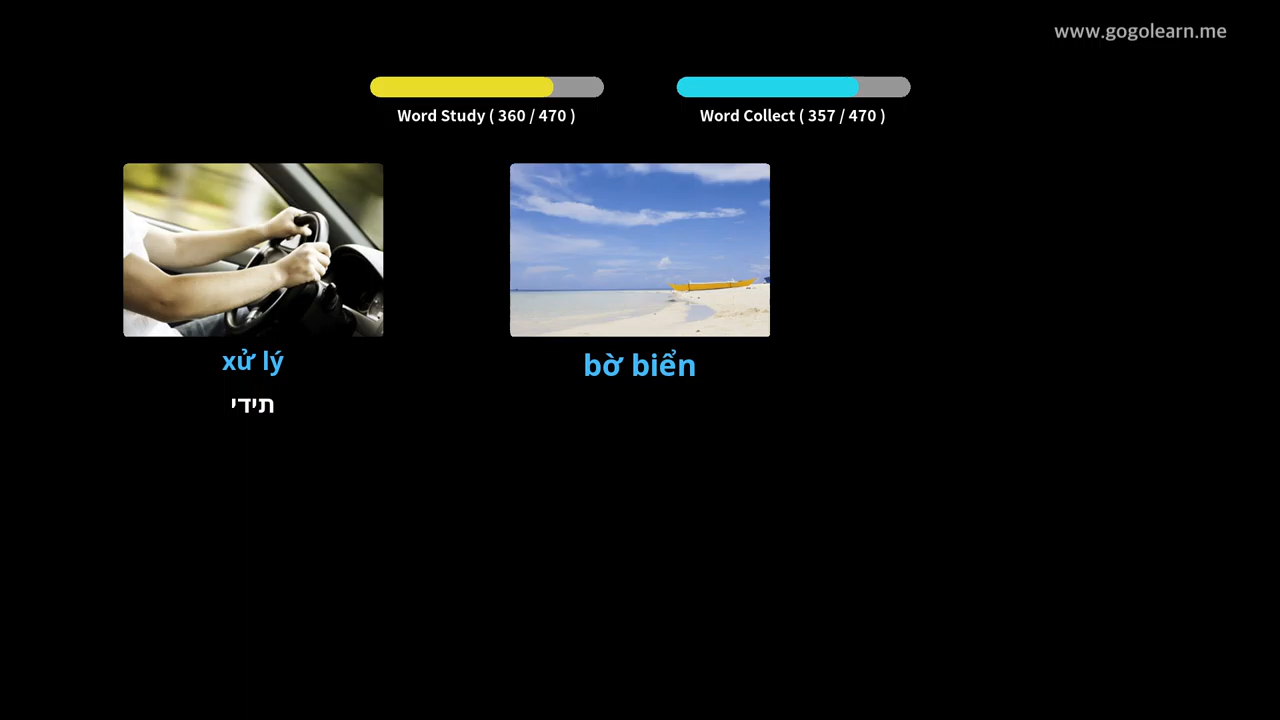 www.gogolearn.me
Word Study ( 360 / 470 )
Word Collect ( 357 / 470 )
xử lý
תידי
bờ biển